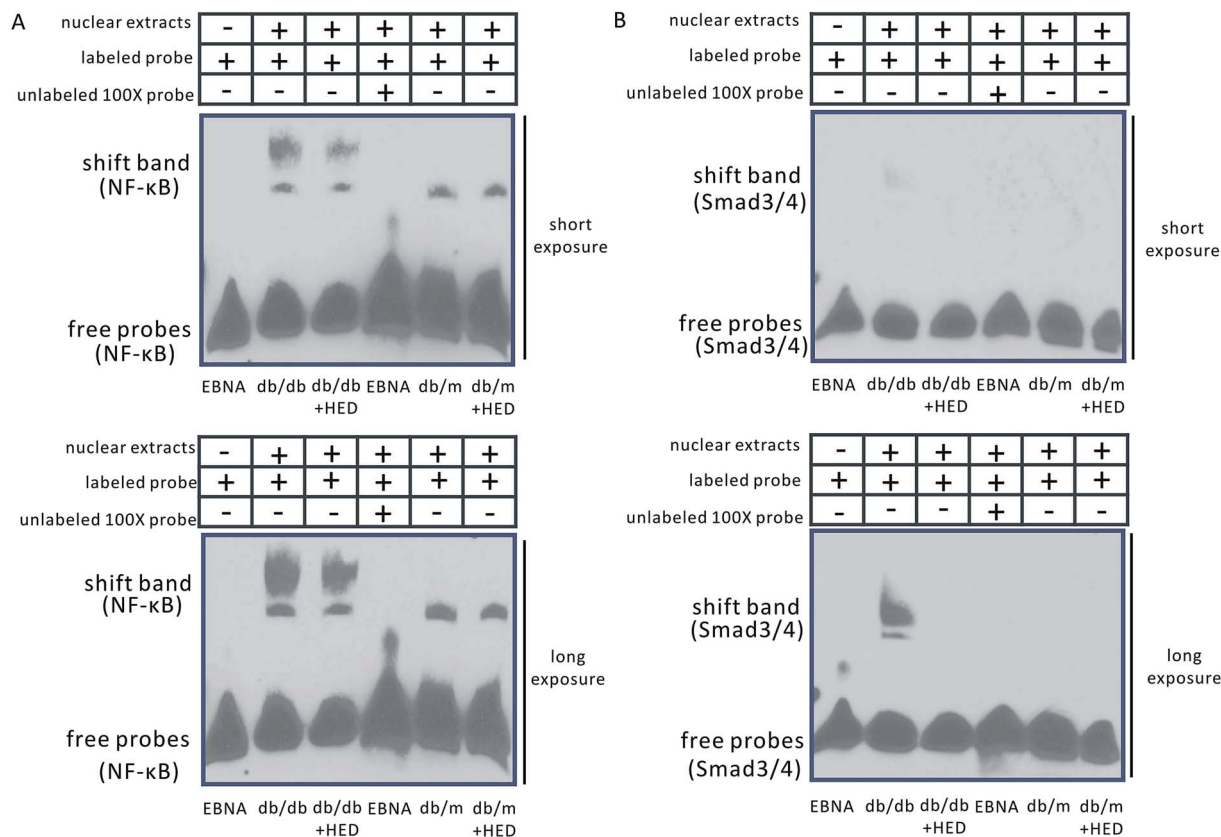 A
nuclear extracts - + + + + +
labeled probe + + + + + +
unlabeled 100X probe - - - + - -
shift band
(NF-κB)
short
exposure
free probes
(NF-κB)
EBNA db/db db/db EBNA db/m db/m
+HED +HED
nuclear extracts - + + + + +
labeled probe + + + + + +
unlabeled 100X probe - - - + - -
shift band
(NF-κB)
long
exposure
free probes
(NF-κB)
EBNA db/db db/db EBNA db/m db/m
+HED +HED
B
nuclear extracts - + + + + +
labeled probe + + + + + +
unlabeled 100X probe - - - + - -
shift band
(Smad3/4)
short
exposure
free probes
(Smad3/4)
EBNA db/db db/db EBNA db/m db/m
+HED +HED
nuclear extracts - + + + + +
labeled probe + + + + + +
unlabeled 100X probe - - - + - -
shift band
(Smad3/4)
long
exposure
free probes
(Smad3/4)
EBNA db/db db/db EBNA db/m db/m
+HED +HED